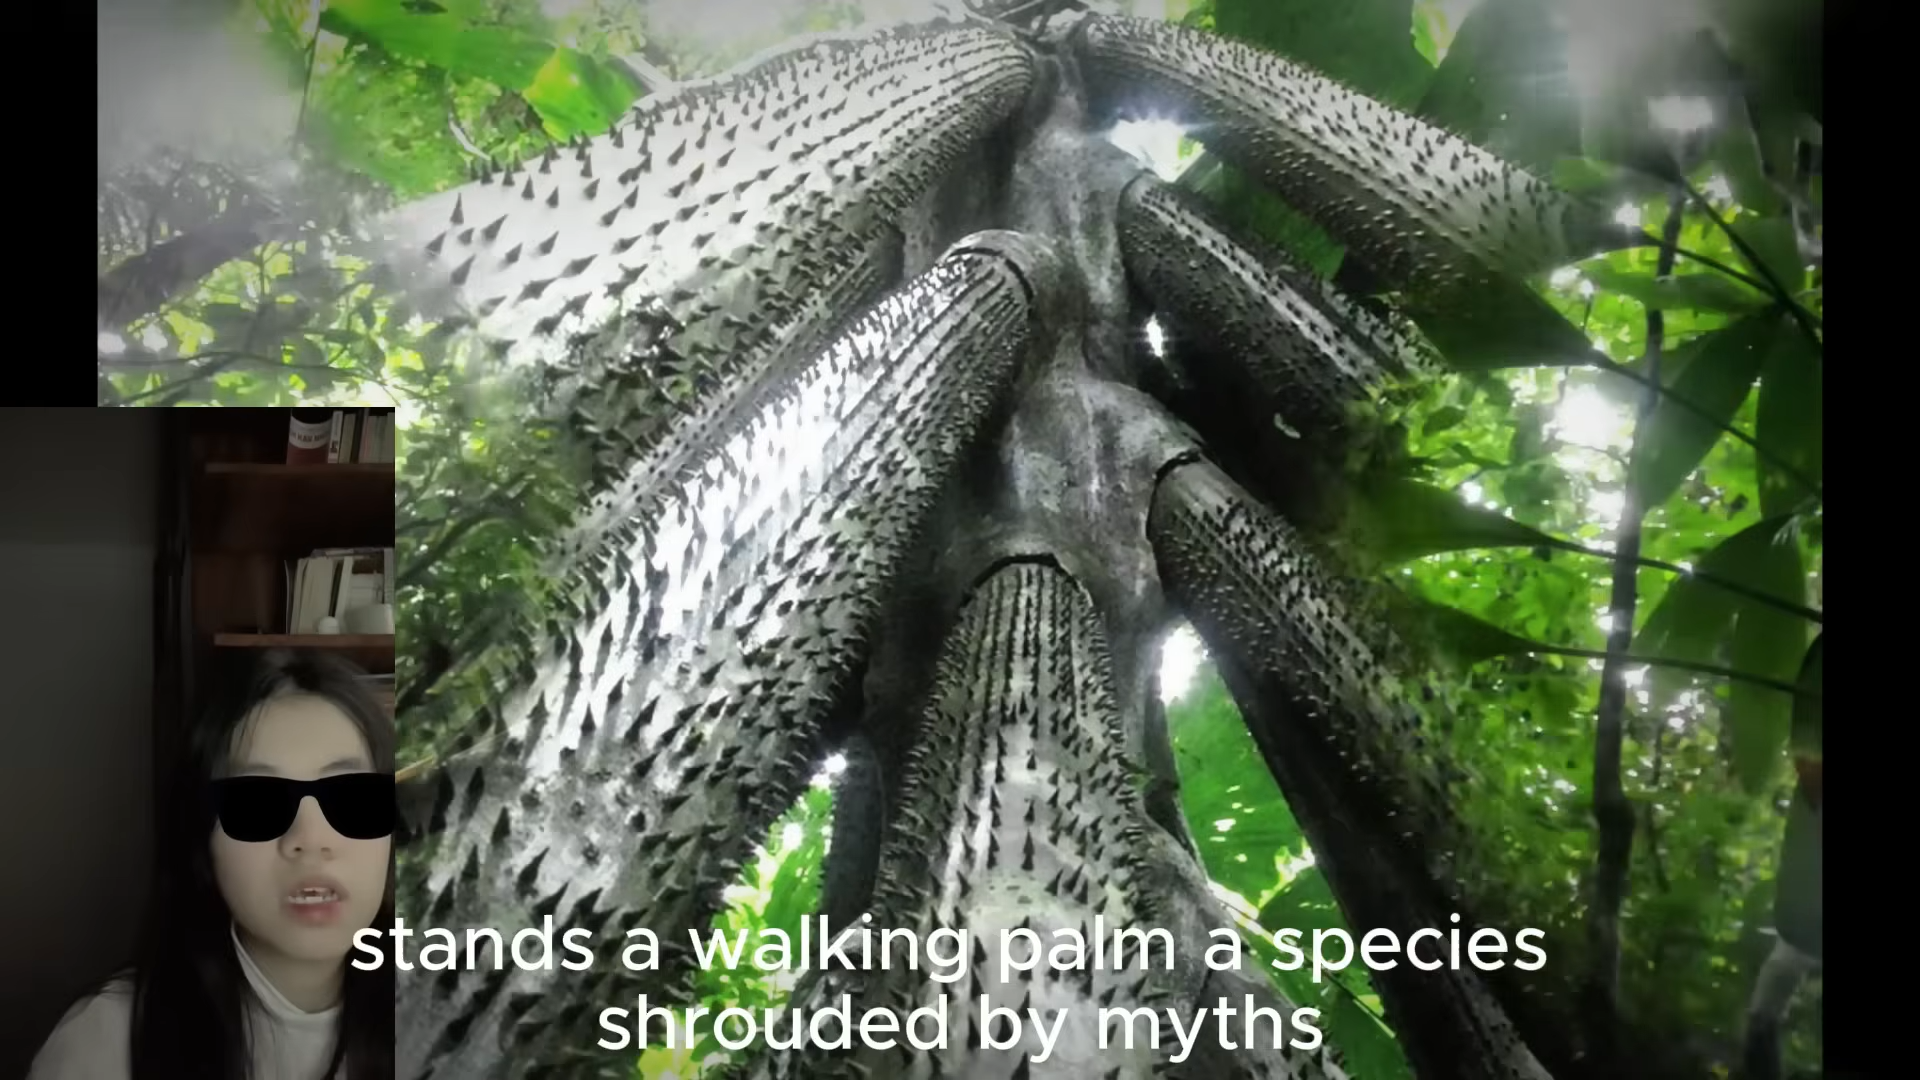 stands a walking palm a species
shrouded by myths